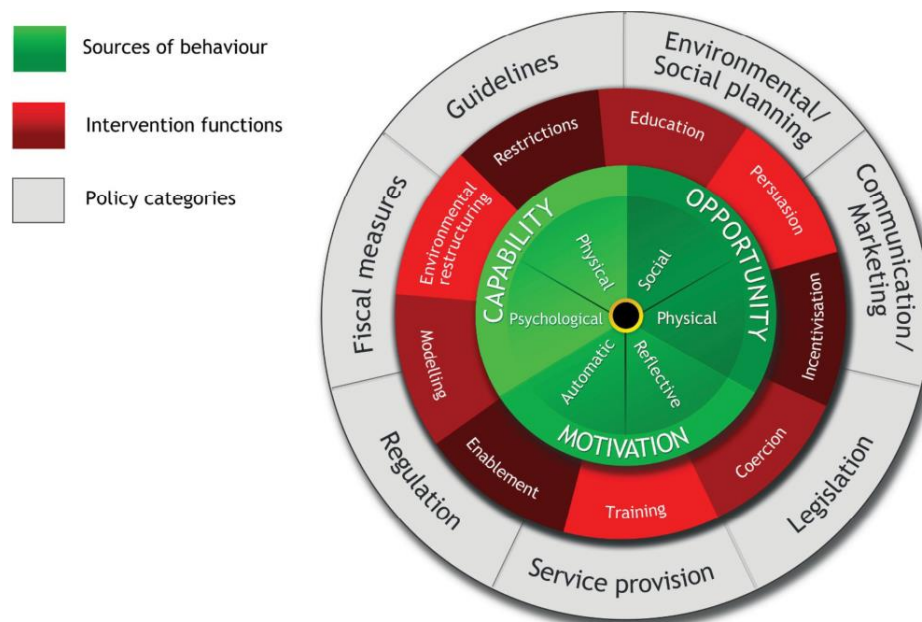 Sources of behaviour
Intervention functions
Policy categories
Guidelines
Environmental/
Social planning
Communication/
Marketing
Legislation
Service provision
Regulation
Fiscal measures
Restrictions
Education
Persuasion
Incentivisation
Coercion
Training
Enablement
Modelling
Environmental
restructuring
CAPABILITY
OPPORTUNITY
MOTIVATION
Physical
Social
Psychological
Physical
Automatic
Reflective